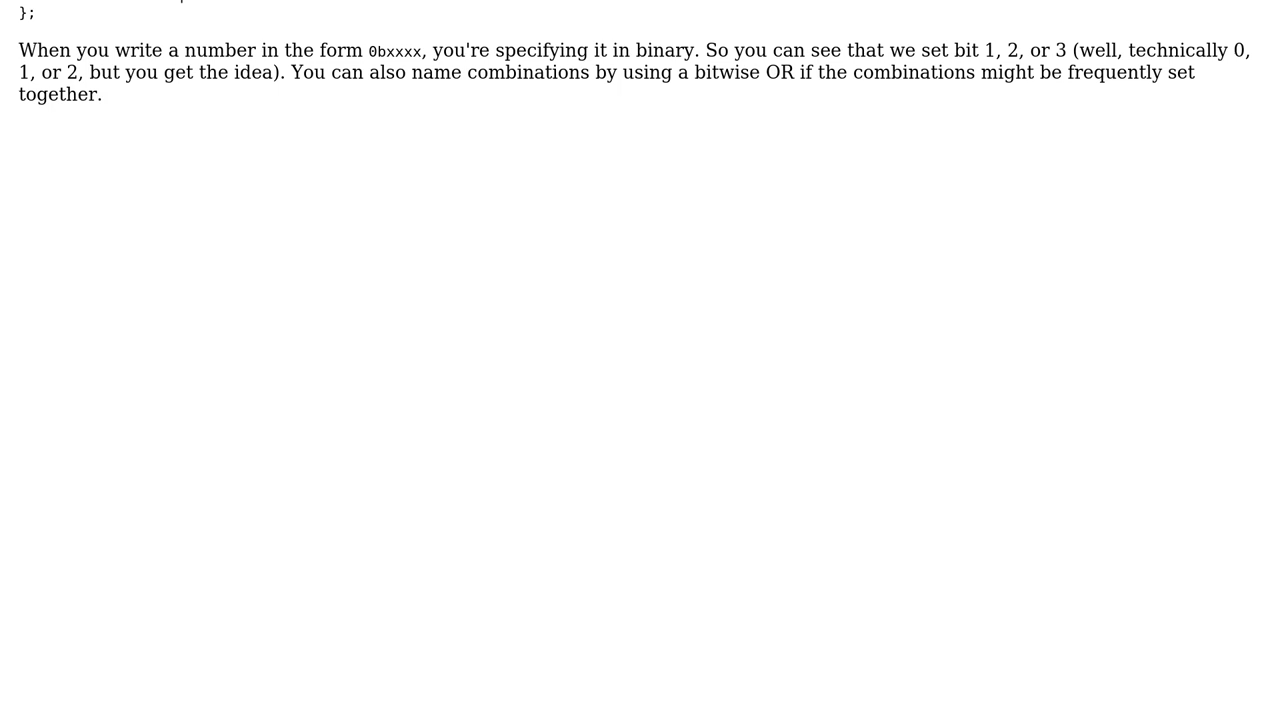 };
When you write a number in the form 0bxxxx, you're specifying it in binary. So you can see that we set bit 1, 2, or 3 (well, technically 0,
1, or 2, but you get the idea). You can also name combinations by using a bitwise OR if the combinations might be frequently set
together.